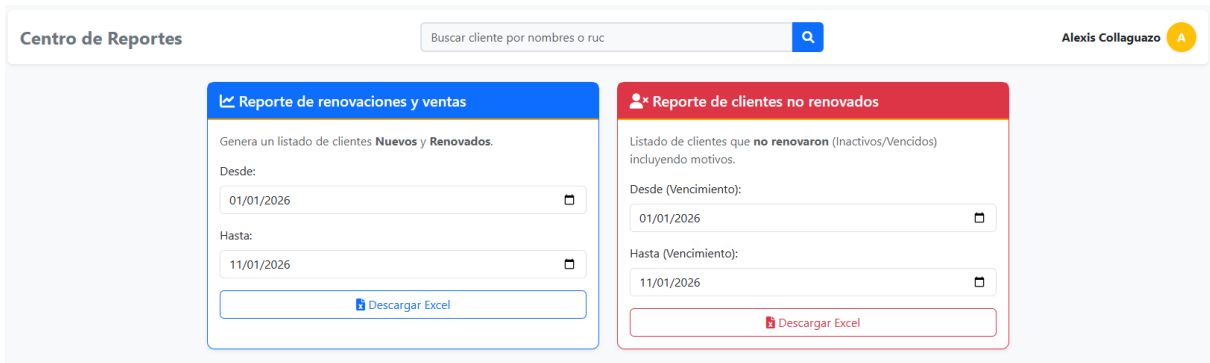 Centro de Reportes
Buscar cliente por nombres o ruc
Alexis Collaguazo
A
Reporte de renovaciones y ventas
Genera un listado de clientes Nuevos y Renovados.
Desde:
01/01/2026
Hasta:
11/01/2026
Descargar Excel
Reporte de clientes no renovados
Listado de clientes que no renovaron (Inactivos/Vencidos)
incluyendo motivos.
Desde (Vencimiento):
01/01/2026
Hasta (Vencimiento):
11/01/2026
Descargar Excel